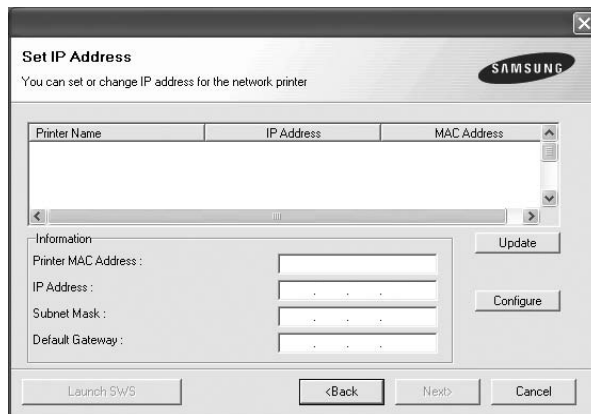 Set IP Address
You can set or change IP address for the network printer
SAMSUNG
Printer Name IP Address MAC Address
Information
Update
Printer MAC Address :
IP Address :
Configure
Subnet Mask :
Default Gateway :
Launch SWS <Back Next> Cancel